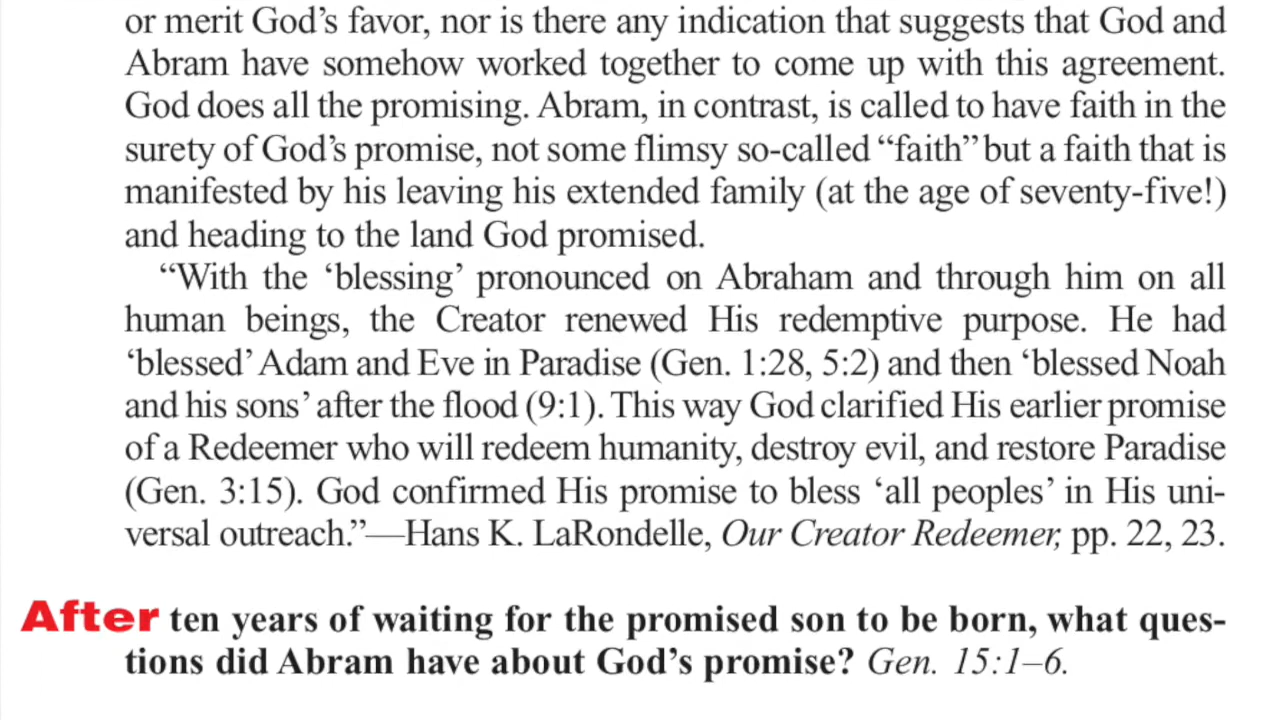 or merit God’s favor, nor is there any indication that suggests that God and
Abram have somehow worked together to come up with this agreement.
God does all the promising. Abram, in contrast, is called to have faith in the
surety of God’s promise, not some flimsy so-called “faith” but a faith that is
manifested by his leaving his extended family (at the age of seventy-five!)
and heading to the land God promised.
“With the ‘blessing’ pronounced on Abraham and through him on all
human beings, the Creator renewed His redemptive purpose. He had
‘blessed’ Adam and Eve in Paradise (Gen. 1:28, 5:2) and then ‘blessed Noah
and his sons’ after the flood (9:1). This way God clarified His earlier promise
of a Redeemer who will redeem humanity, destroy evil, and restore Paradise
(Gen. 3:15). God confirmed His promise to bless ‘all peoples’ in His uni-
versal outreach.”—Hans K. LaRondelle, Our Creator Redeemer, pp. 22, 23.
After ten years of waiting for the promised son to be born, what ques-
tions did Abram have about God’s promise? Gen. 15:1–6.